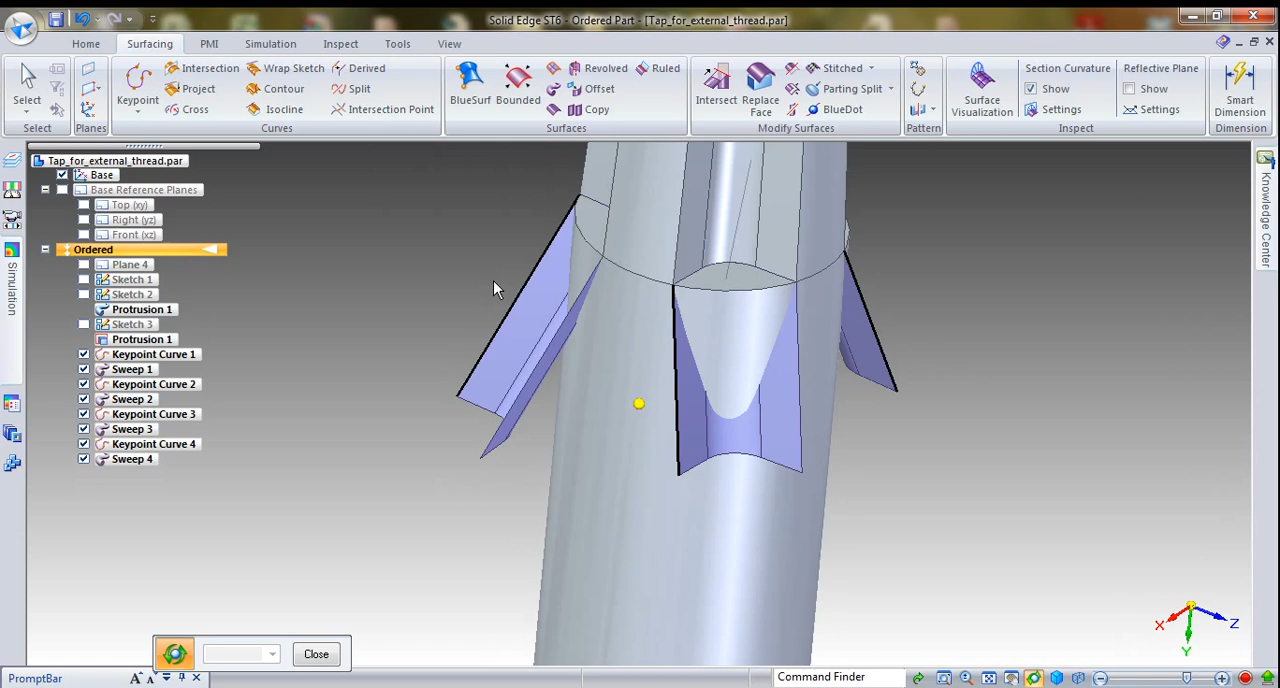 Solid Edge ST6 - Ordered Part - [Tap_for_external_thread.par]
Home Surfacing PMI Simulation Inspect Tools View
Intersection Wrap Sketch Derived Revolved Ruled Stitched Section Curvature Reflective Plane
Project Contour Split Offset Parting Split Show Show
Select Planes Keypoint Cross Isocline Intersection Point BlueSurf Bounded Copy Intersect Replace Face BlueDot Surface Visualization Settings Settings Smart Dimension
Select Planes Curves Surfaces Modify Surfaces Pattern Inspect Dimension
Tap_for_external_thread.par
Base
Base Reference Planes
Top (xy)
Right (yz)
Front (xz)
Ordered
Plane 4
Sketch 1
Sketch 2
Protrusion 1
Sketch 3
Protrusion 1
Keypoint Curve 1
Sweep 1
Keypoint Curve 2
Sweep 2
Keypoint Curve 3
Sweep 3
Keypoint Curve 4
Sweep 4
Simulation
Knowledge Center
X
Z
Y
Close
PromptBar
Command Finder